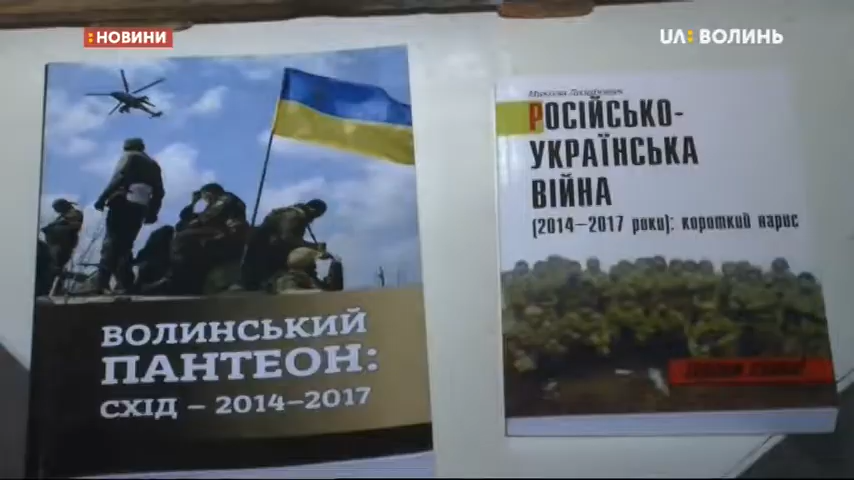 :НОВИНИ
UA: ВОЛИНЬ
ВОЛИНСЬКИЙ
ПАНТЕОН:
СХІД – 2014–2017
РОСІЙСЬКО-
УКРАЇНСЬКА
ВІЙНА
(2014–2017 роки): короткий нарис